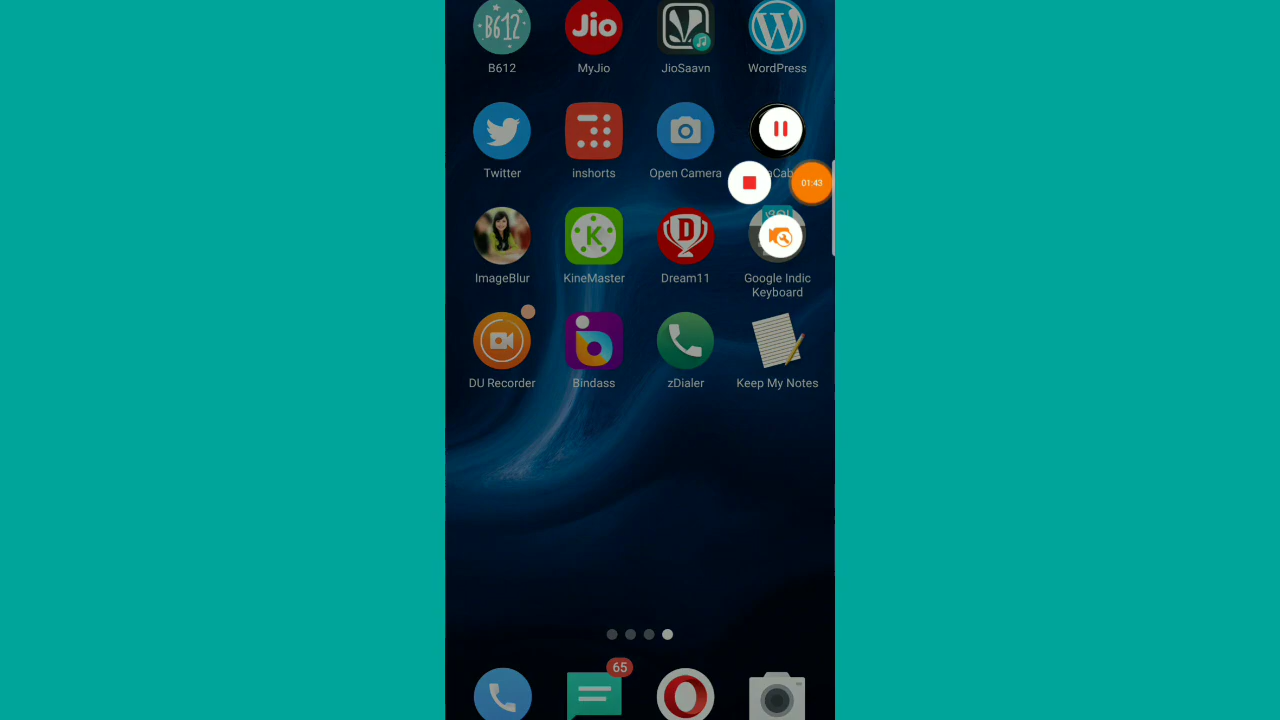 B612
Jio
B612
MyJio
JioSaavn
WordPress
Twitter
inshorts
Open Camera
01:43
K
D
ImageBlur
KineMaster
Dream11
Google Indic
Keyboard
DU Recorder
Bindass
zDialer
Keep My Notes
65